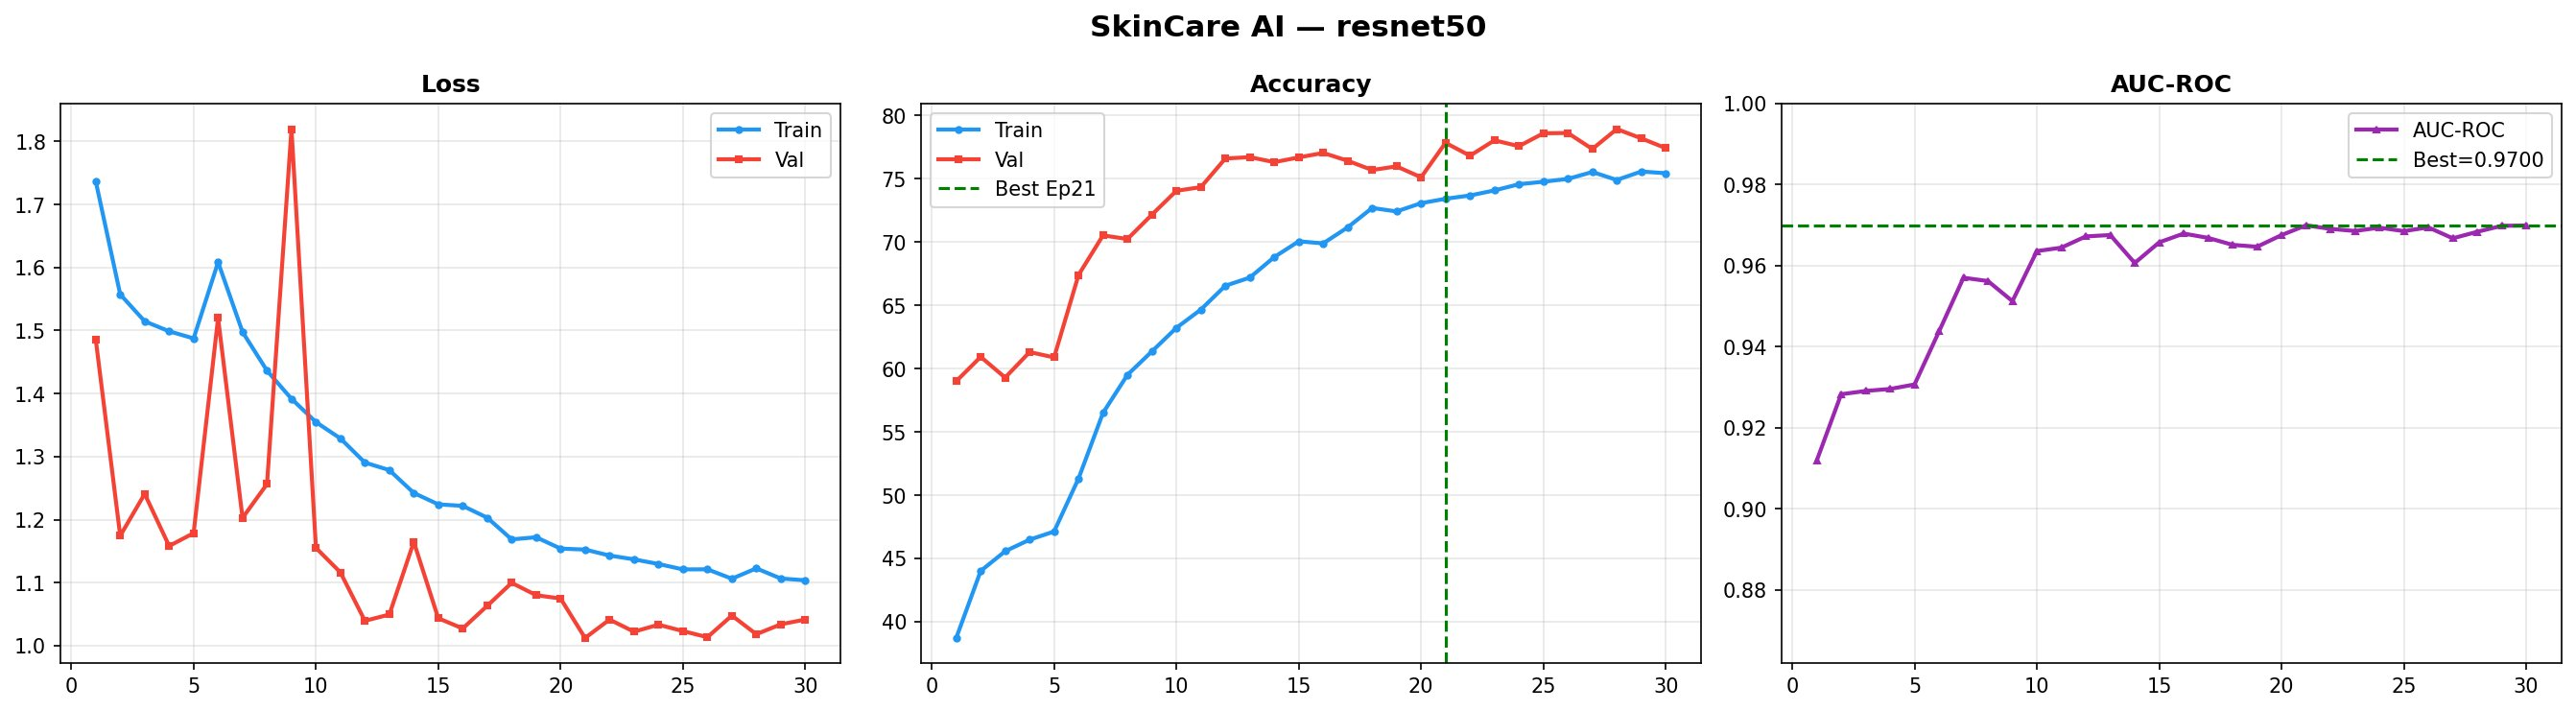 SkinCare AI — resnet50
Loss
Train
Val
1.8
1.7
1.6
1.5
1.4
1.3
1.2
1.1
1.0
0 5 10 15 20 25 30
Accuracy
Train
Val
Best Ep21
80
75
70
65
60
55
50
45
40
0 5 10 15 20 25 30
AUC-ROC
AUC-ROC
Best=0.9700
1.00
0.98
0.96
0.94
0.92
0.90
0.88
0 5 10 15 20 25 30